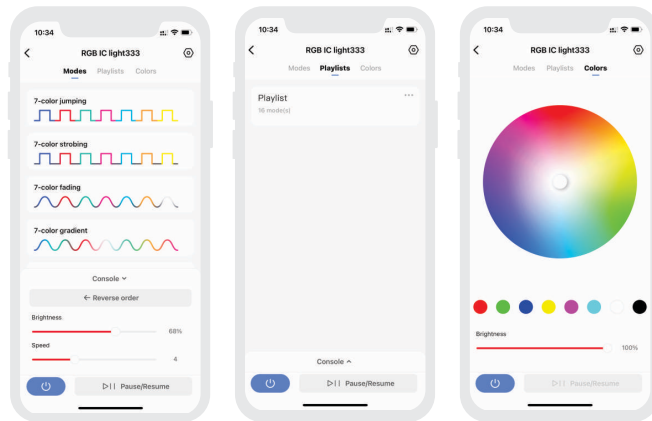 10:34
RGB IC light333
Modes Playlists Colors
7-color jumping
7-color strobing
7-color fading
7-color gradient
Console
← Reverse order
Brightness
68%
Speed
4
Pause/Resume
10:34
RGB IC light333
Modes Playlists Colors
Playlist
16 mode(s)
Console
Pause/Resume
10:34
RGB IC light333
Modes Playlists Colors
Brightness
100%
Pause/Resume